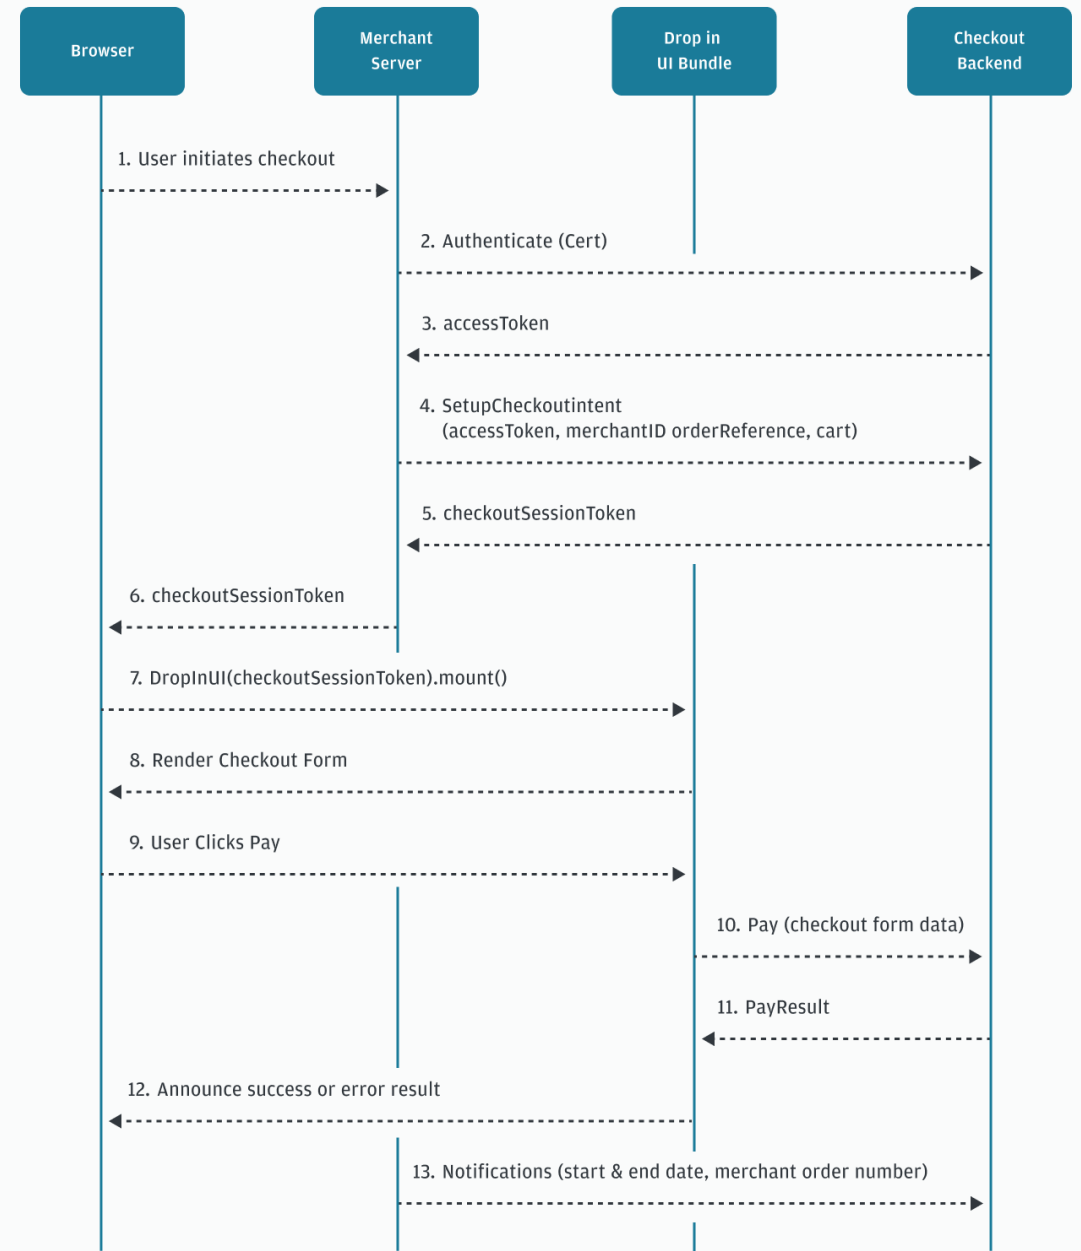 Browser
Merchant
Server
Drop in
UI Bundle
Checkout
Backend
1. User initiates checkout
2. Authenticate (Cert)
3. accessToken
4. SetupCheckoutintent
(accessToken, merchantID orderReference, cart)
5. checkoutSessionToken
6. checkoutSessionToken
7. DropInUI(checkoutSessionToken).mount()
8. Render Checkout Form
9. User Clicks Pay
10. Pay (checkout form data)
11. PayResult
12. Announce success or error result
13. Notifications (start & end date, merchant order number)